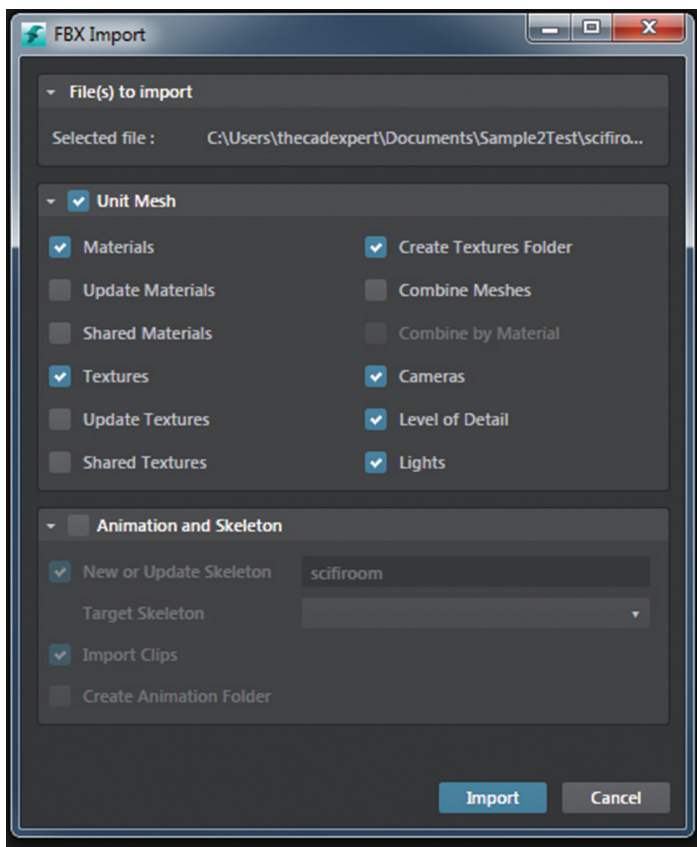 FBX Import
File(s) to import
Selected file : C:\Users\thecadexpert\Documents\Sample2Test\scifiro...
Unit Mesh
Materials Create Textures Folder
Update Materials Combine Meshes
Shared Materials Combine by Material
Textures Cameras
Update Textures Level of Detail
Shared Textures Lights
Animation and Skeleton
New or Update Skeleton scifiroom
Target Skeleton
Import Clips
Create Animation Folder
Import Cancel